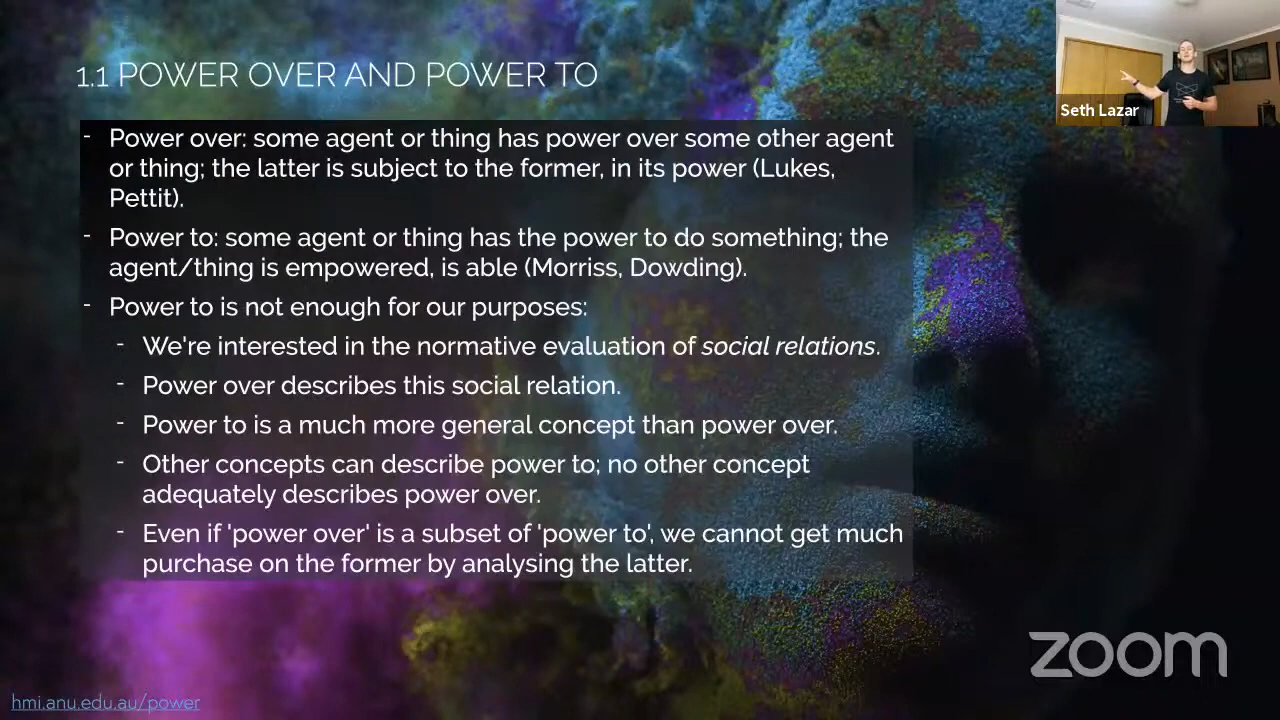 1.1 POWER OVER AND POWER TO
Seth Lazar
- Power over: some agent or thing has power over some other agent
or thing; the latter is subject to the former, in its power (Lukes,
Pettit).
- Power to: some agent or thing has the power to do something; the
agent/thing is empowered, is able (Morriss, Dowding).
- Power to is not enough for our purposes:
- We're interested in the normative evaluation of social relations.
- Power over describes this social relation.
- Power to is a much more general concept than power over.
- Other concepts can describe power to; no other concept
adequately describes power over.
- Even if 'power over' is a subset of 'power to', we cannot get much
purchase on the former by analysing the latter.
zoom
hmi.anu.edu.au/power